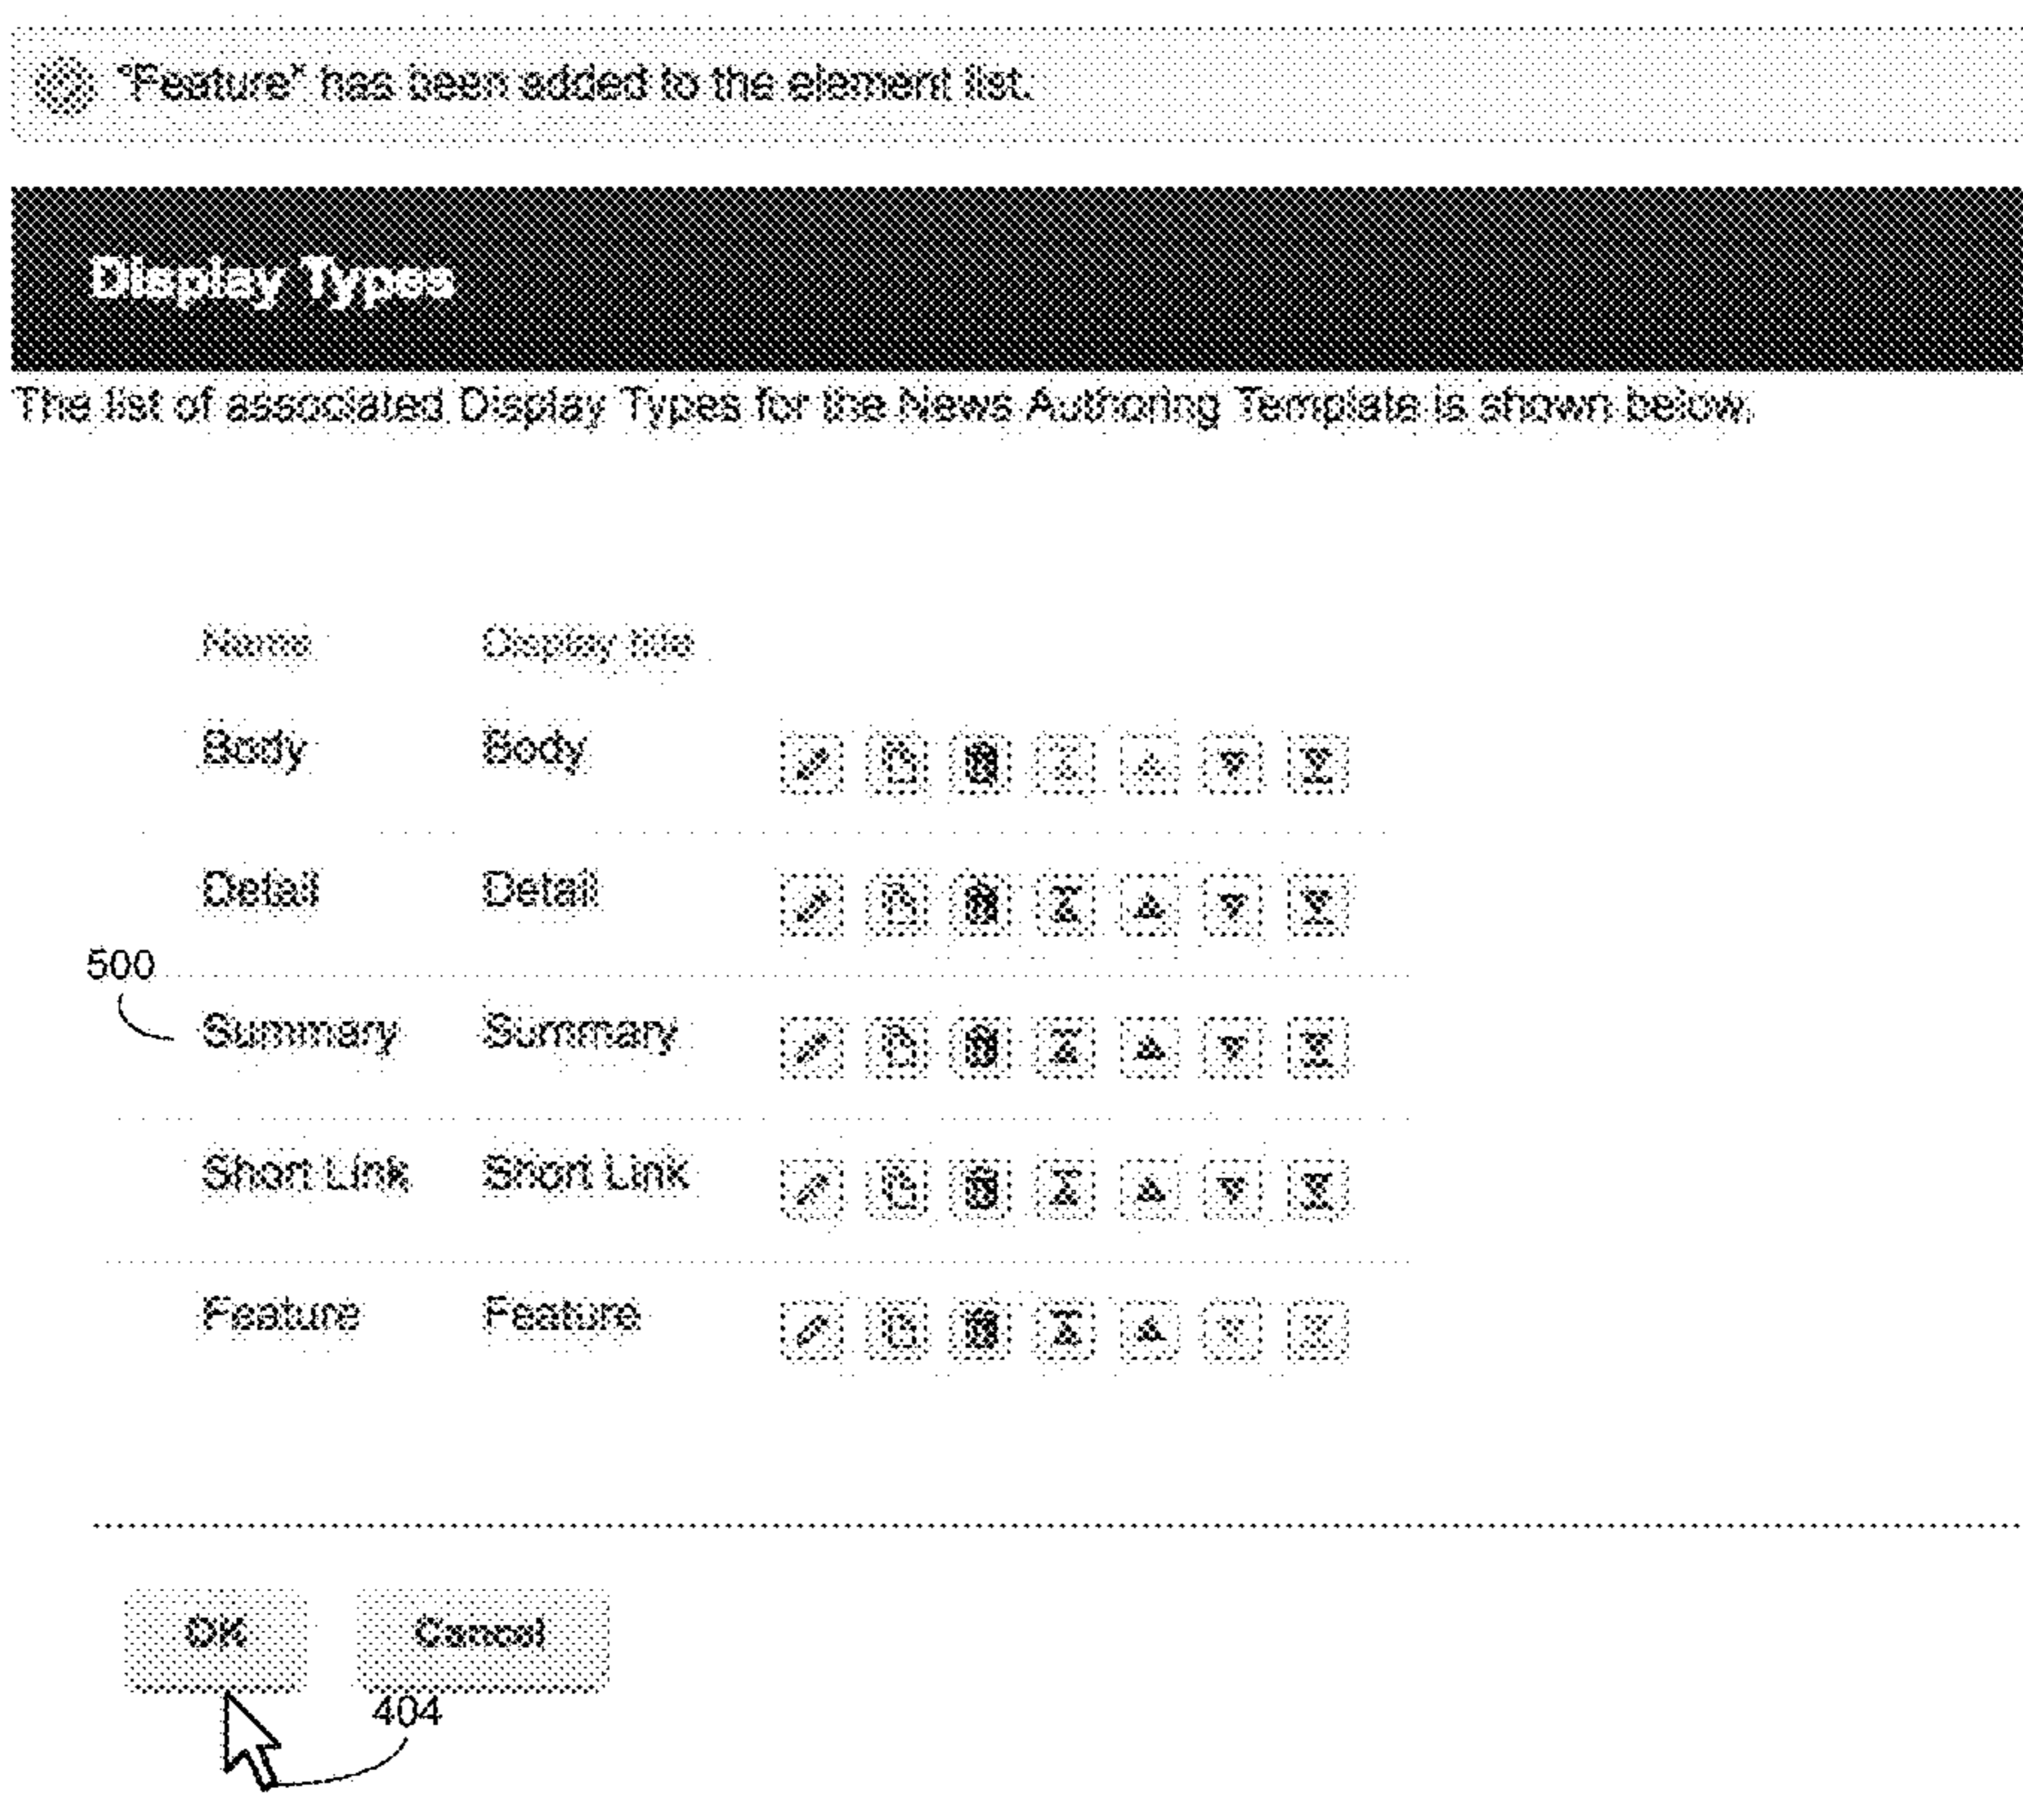 "Feature" has been added to the element list.
Display Types
The list of associated Display Types for the News Authoring Template is shown below.
Name Display title
Body Body
Detail Detail
500
Summary Summary
Short Link Short Link
Feature Feature
OK Cancel
404